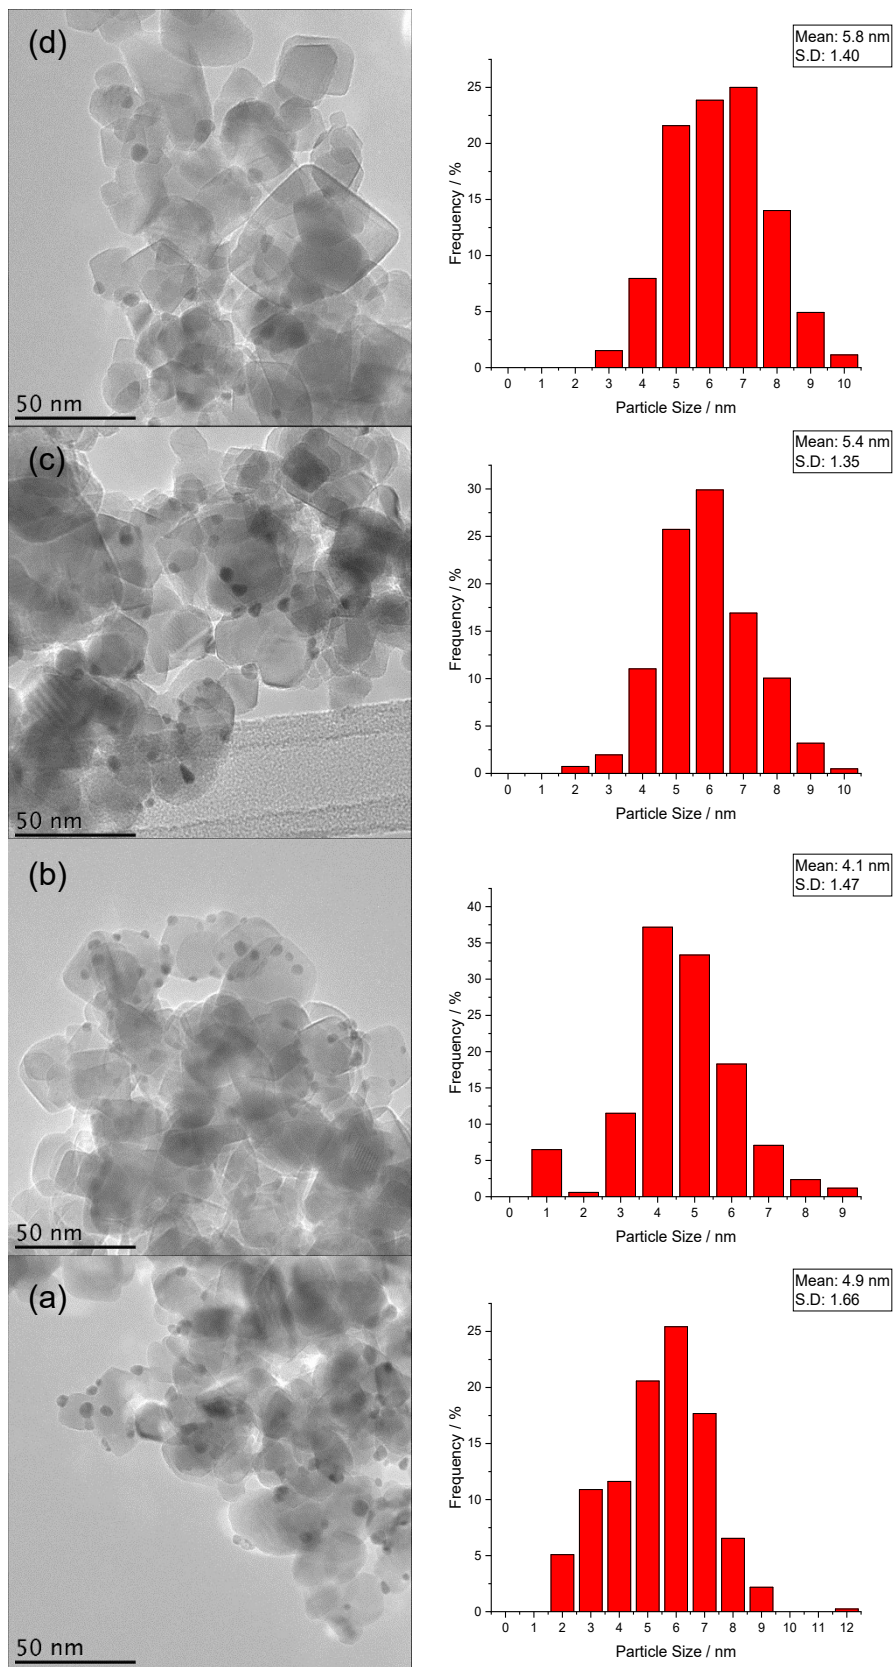 (d)
50 nm
Mean: 5.8 nm
S.D: 1.40
25
20
15
10
5
0
Frequency / %
0 1 2 3 4 5 6 7 8 9 10
Particle Size / nm
(c)
50 nm
Mean: 5.4 nm
S.D: 1.35
30
25
20
15
10
5
0
Frequency / %
0 1 2 3 4 5 6 7 8 9 10
Particle Size / nm
(b)
50 nm
Mean: 4.1 nm
S.D: 1.47
40
35
30
25
20
15
10
5
0
Frequency / %
0 1 2 3 4 5 6 7 8 9
Particle Size / nm
(a)
50 nm
Mean: 4.9 nm
S.D: 1.66
25
20
15
10
5
0
Frequency / %
0 1 2 3 4 5 6 7 8 9 10 11 12
Particle Size / nm